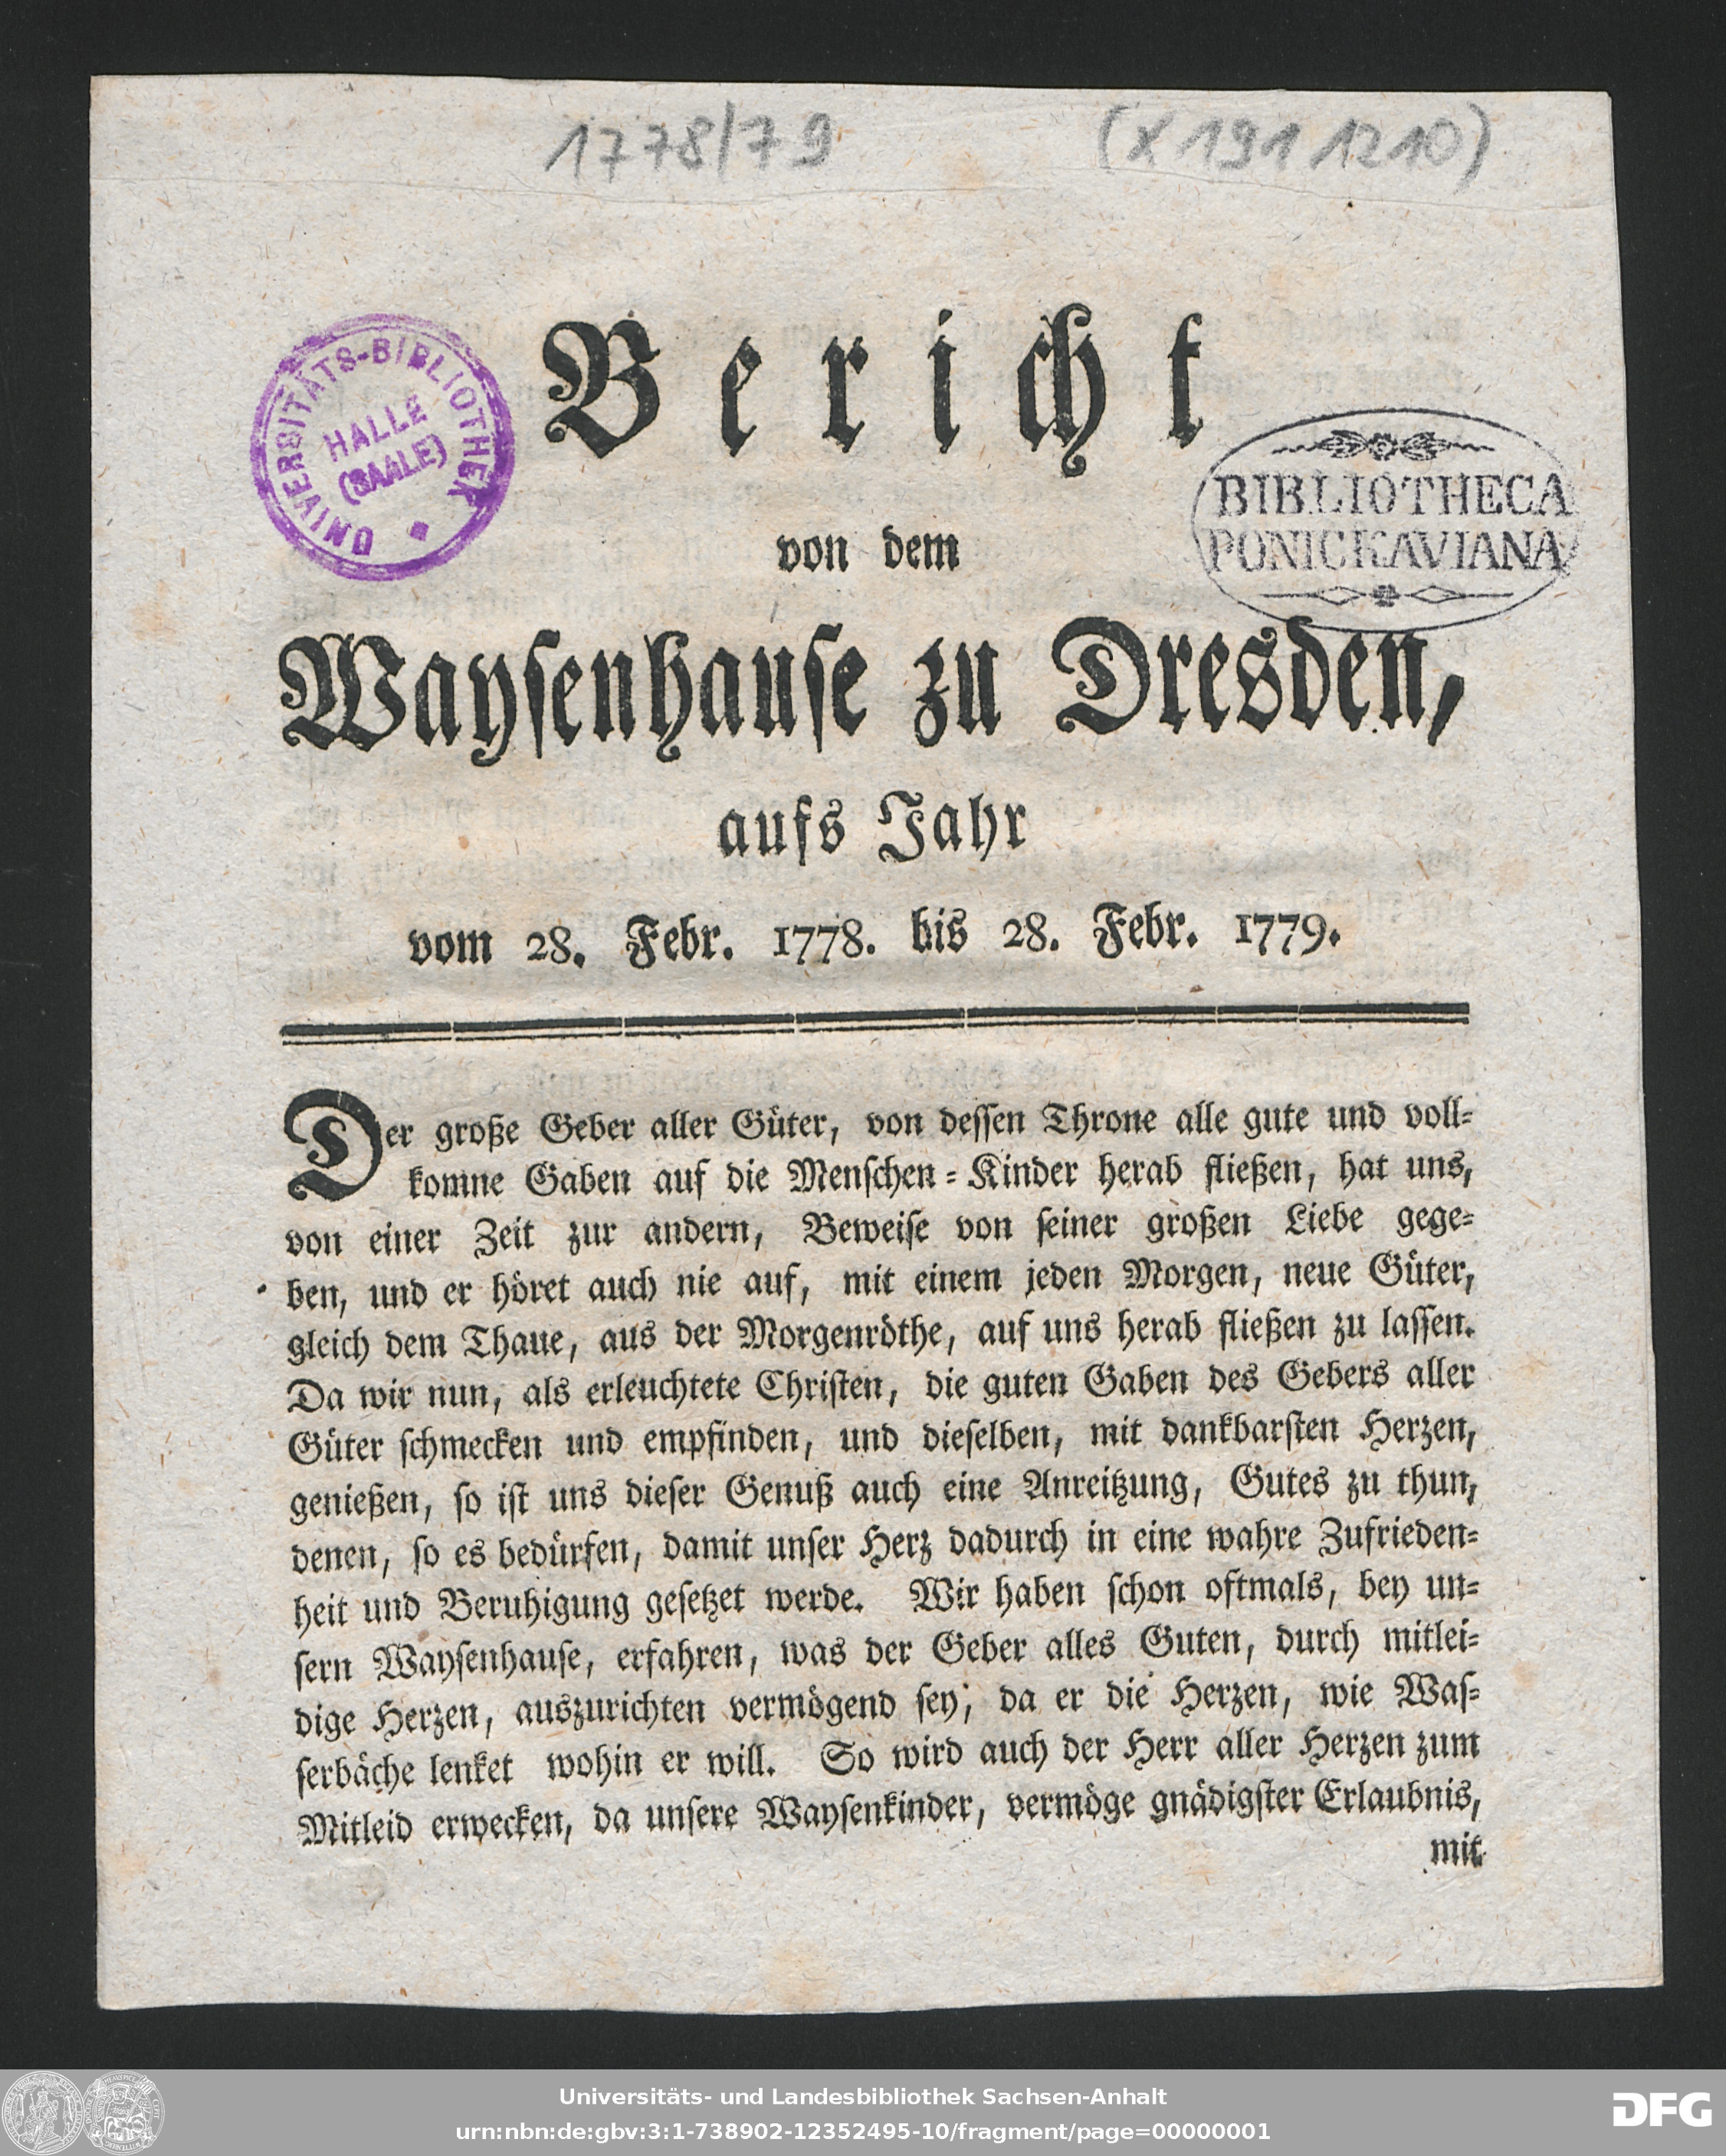 1778/79 (X1911210)
UNIVERSITÄTS-BIBLIOTHEK
HALLE
(SAALE)
Bericht
BIBLIOTHECA
PONICKAVIANA
von dem
Waysenhause zu Dresden,
aufs Jahr
vom 28. Febr. 1778. bis 28. Febr. 1779.
Der große Geber aller Güter, von dessen Throne alle gute und voll-
komne Gaben auf die Menschen-Kinder herab fließen, hat uns,
von einer Zeit zur andern, Beweise von seiner großen Liebe gege-
ben, und er höret auch nie auf, mit einem jeden Morgen, neue Güter,
gleich dem Thaue, aus der Morgenröthe, auf uns herab fließen zu lassen.
Da wir nun, als erleuchtete Christen, die guten Gaben des Gebers aller
Güter schmecken und empfinden, und dieselben, mit dankbarsten Herzen,
genießen, so ist uns dieser Genuß auch eine Anreitzung, Gutes zu thun,
denen, so es bedürfen, damit unser Herz dadurch in eine wahre Zufrieden-
heit und Beruhigung gesetzet werde. Wir haben schon oftmals, bey un-
sern Waysenhause, erfahren, was der Geber alles Guten, durch mitlei-
dige Herzen, auszurichten vermögend sey; da er die Herzen, wie Was-
serbäche lenket wohin er will. So wird auch der Herr aller Herzen zum
Mitleid erwecken, da unsere Waysenkinder, vermöge gnädigster Erlaubnis,
mit
Universitäts- und Landesbibliothek Sachsen-Anhalt
urn:nbn:de:gbv:3:1-738902-12352495-10/fragment/page=00000001
DFG